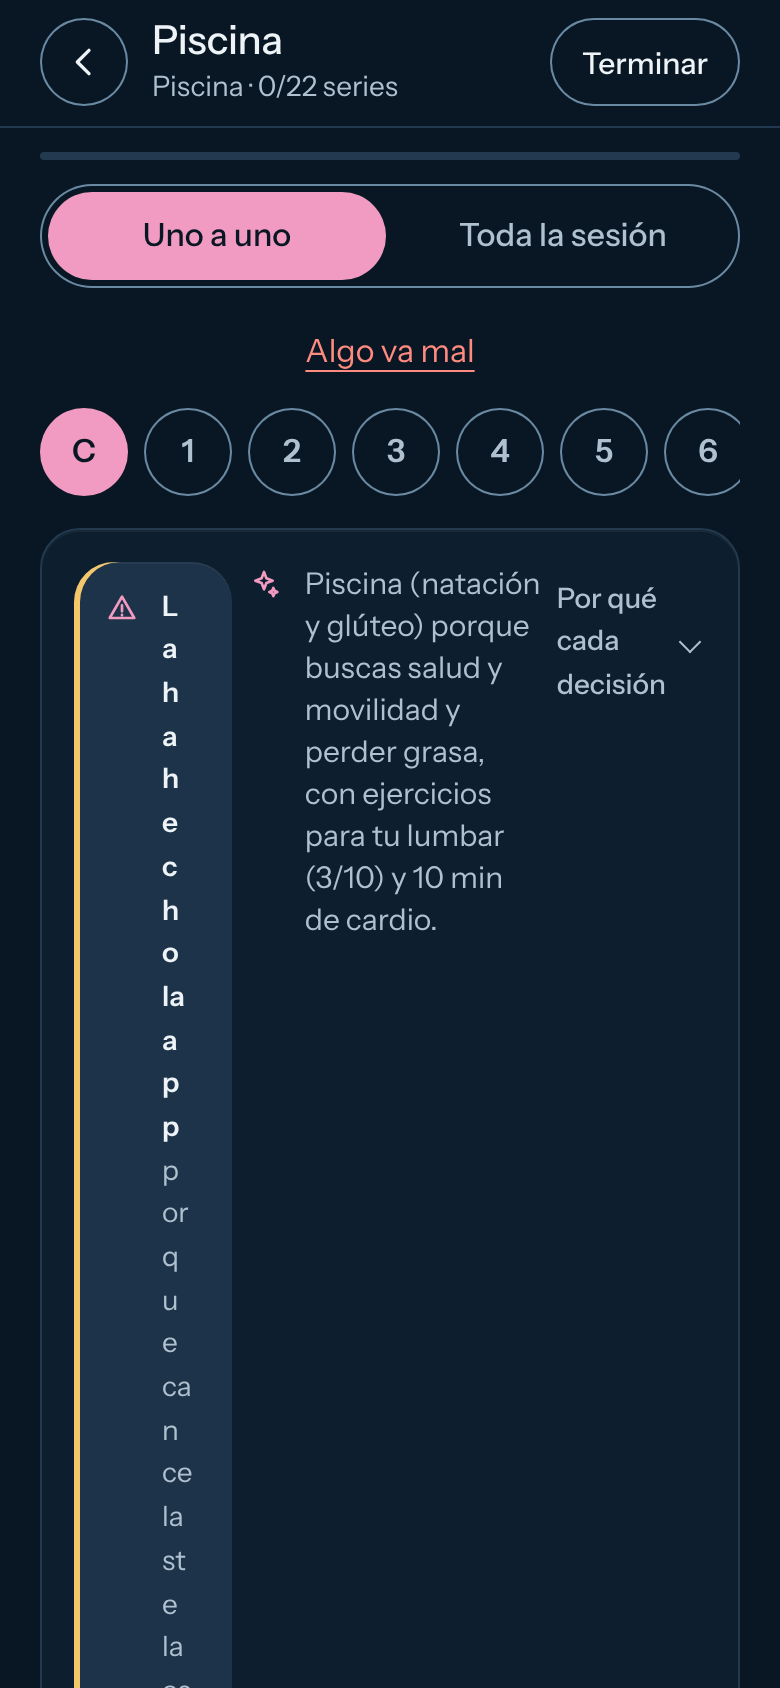 Piscina
Piscina · 0/22 series
Terminar
Uno a uno
Toda la sesión
Algo va mal
C 1 2 3 4 5 6
L
a
h
a
h
e
c
h
o
la
a
p
p
p
or
q
u
e
ca
n
ce
la
st
e
la
Piscina (natación
y glúteo) porque
buscas salud y
movilidad y
perder grasa,
con ejercicios
para tu lumbar
(3/10) y 10 min
de cardio.
Por qué
cada
decisión